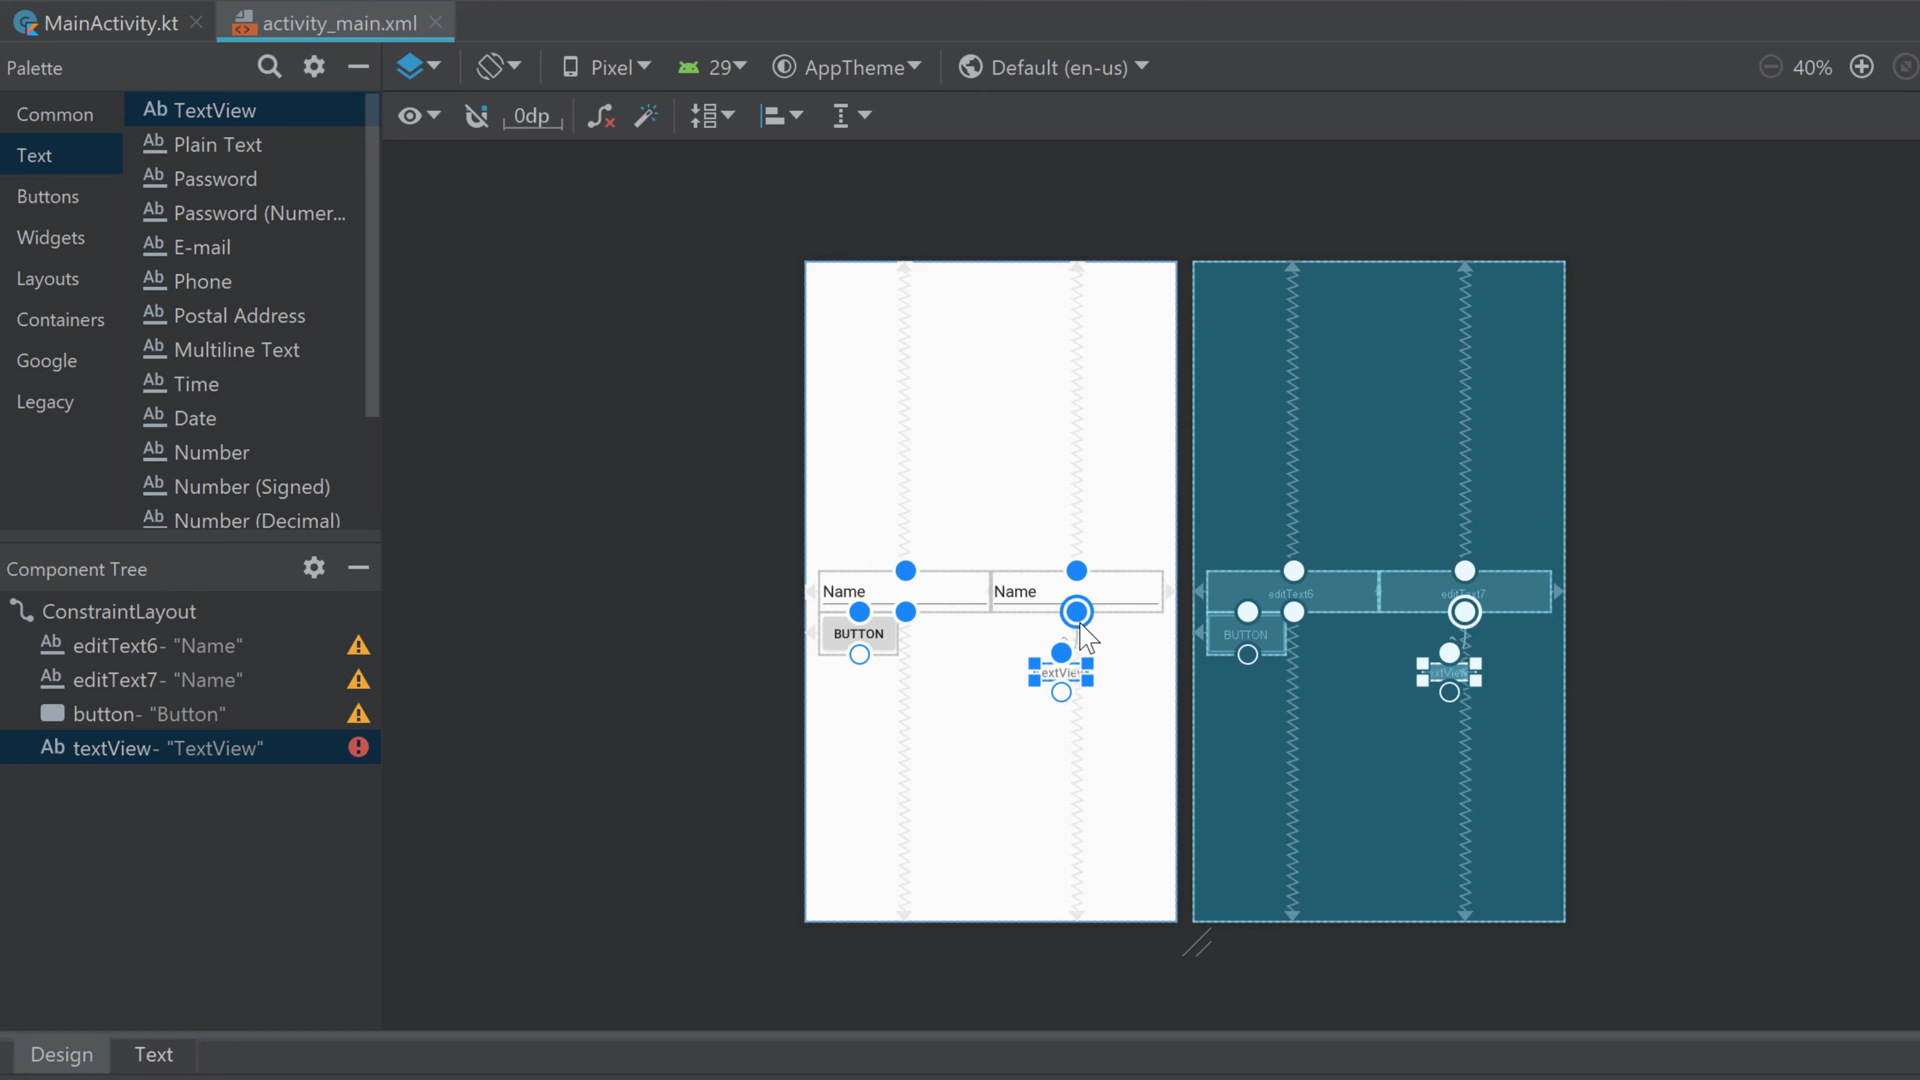 MainActivity.kt
activity_main.xml
Palette
Pixel
29
AppTheme
Default (en-us)
40%
0dp
Common
Text
Buttons
Widgets
Layouts
Containers
Google
Legacy
Ab TextView
Ab Plain Text
Ab Password
Ab Password (Numer...
Ab E-mail
Ab Phone
Ab Postal Address
Ab Multiline Text
Ab Time
Ab Date
Ab Number
Ab Number (Signed)
Ab Number (Decimal)
Component Tree
ConstraintLayout
Ab editText6- "Name"
Ab editText7- "Name"
button- "Button"
Ab textView- "TextView"
Name
Name
BUTTON
editText6
BUTTON
Design
Text